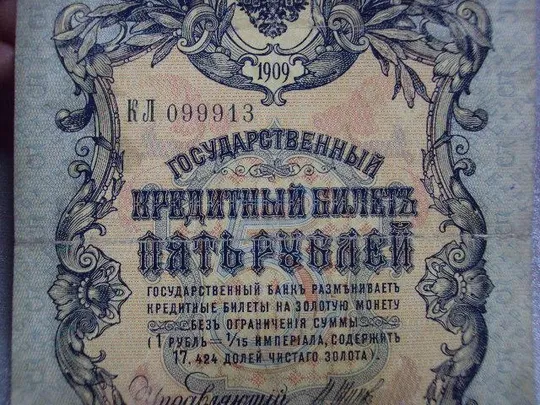 1909
КЛ 099913
ГОСУДАРСТВЕННЫЙ
КРЕДИТНЫЙ БИЛЕТЪ
ПЯТЬ РУБЛЕЙ
ГОСУДАРСТВЕННЫЙ БАНКЪ РАЗМѢНИВАЕТЪ
КРЕДИТНЫЕ БИЛЕТЫ НА ЗОЛОТУЮ МОНЕТУ
БЕЗЪ ОГРАНИЧЕНІЯ СУММЫ
(1 РУБЛЬ = 1/15 ИМПЕРІАЛА, СОДЕРЖИТЪ
17,424 ДОЛЕЙ ЧИСТАГО ЗОЛОТА).
Управляющій